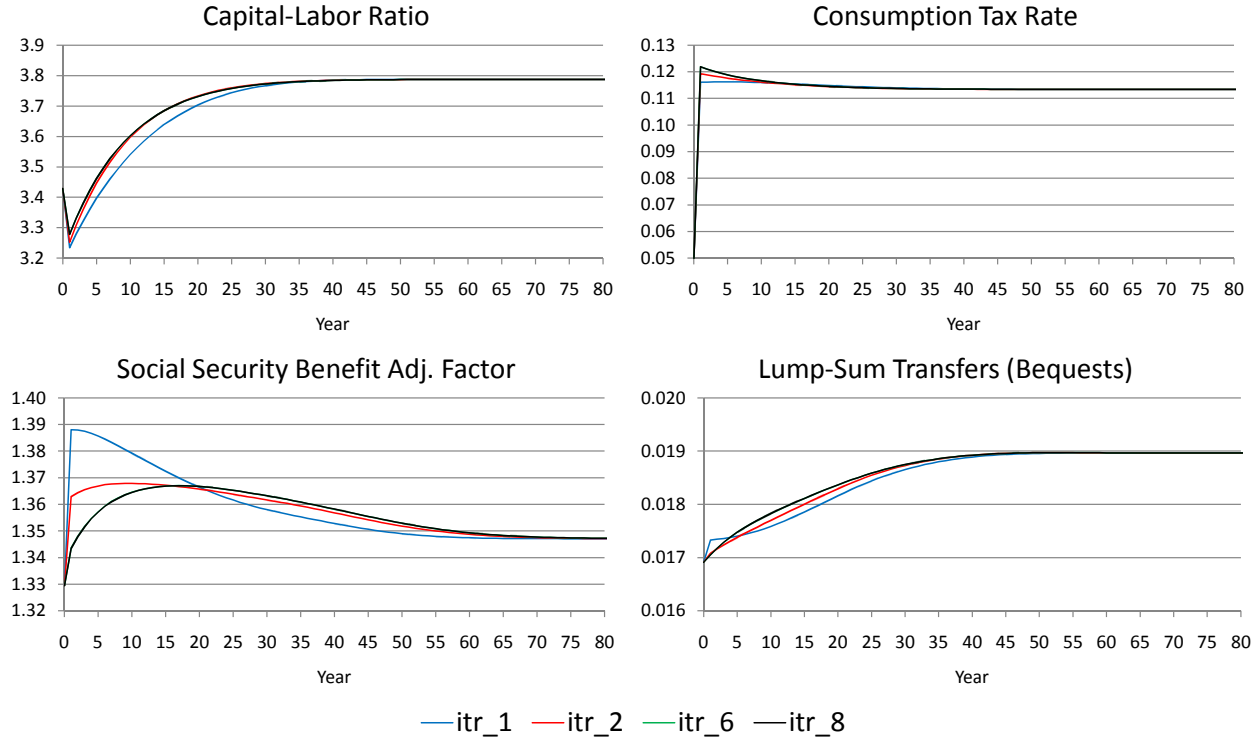 Capital-Labor Ratio
3.9
3.8
3.7
3.6
3.5
3.4
3.3
3.2
0 5 10 15 20 25 30 35 40 45 50 55 60 65 70 75 80
Year
Consumption Tax Rate
0.13
0.12
0.11
0.10
0.09
0.08
0.07
0.06
0.05
0 5 10 15 20 25 30 35 40 45 50 55 60 65 70 75 80
Year
Social Security Benefit Adj. Factor
1.40
1.39
1.38
1.37
1.36
1.35
1.34
1.33
1.32
0 5 10 15 20 25 30 35 40 45 50 55 60 65 70 75 80
Year
Lump-Sum Transfers (Bequests)
0.020
0.019
0.018
0.017
0.016
0 5 10 15 20 25 30 35 40 45 50 55 60 65 70 75 80
Year
itr_1 itr_2 itr_6 itr_8